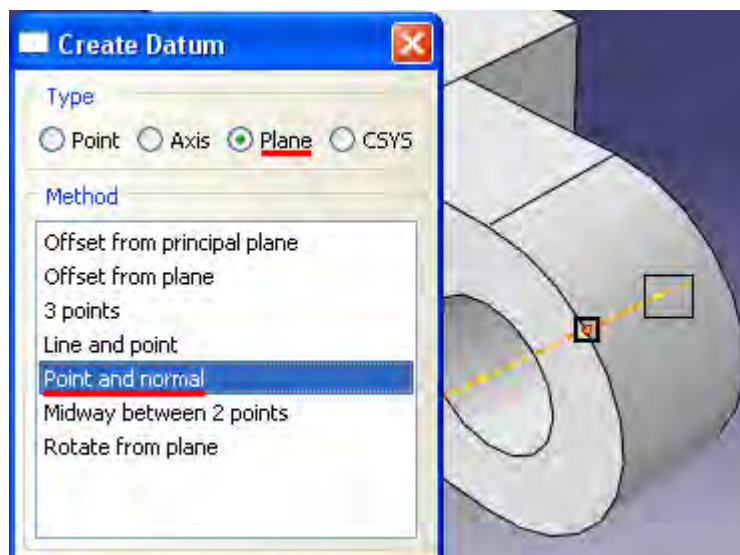 Create Datum
Type
Point Axis Plane CSYS
Method
Offset from principal plane
Offset from plane
3 points
Line and point
Point and normal
Midway between 2 points
Rotate from plane